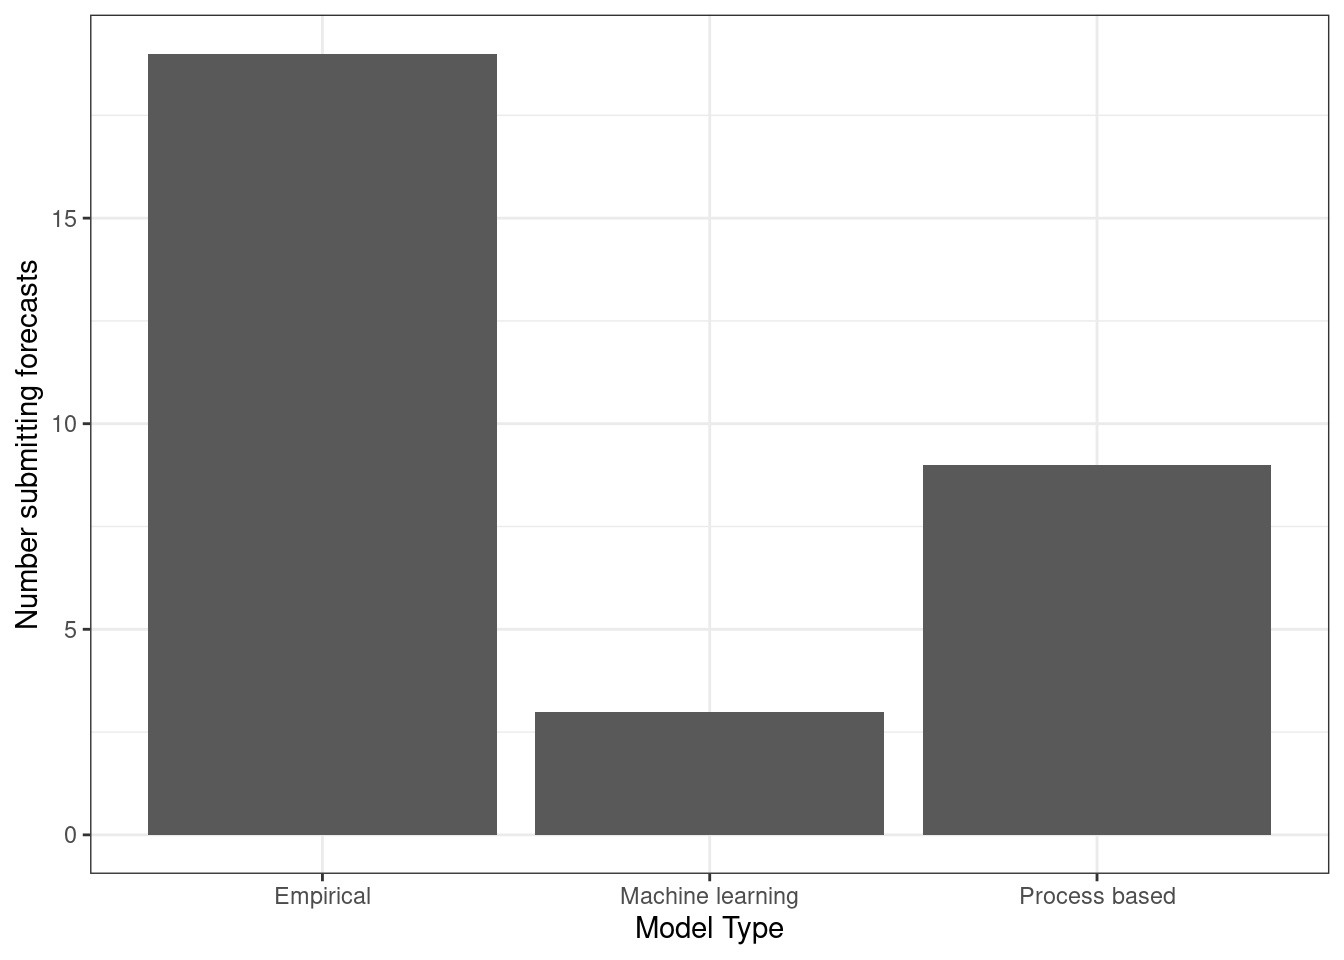 Number submitting forecasts
15
10
5
0
Empirical
Machine learning
Process based
Model Type